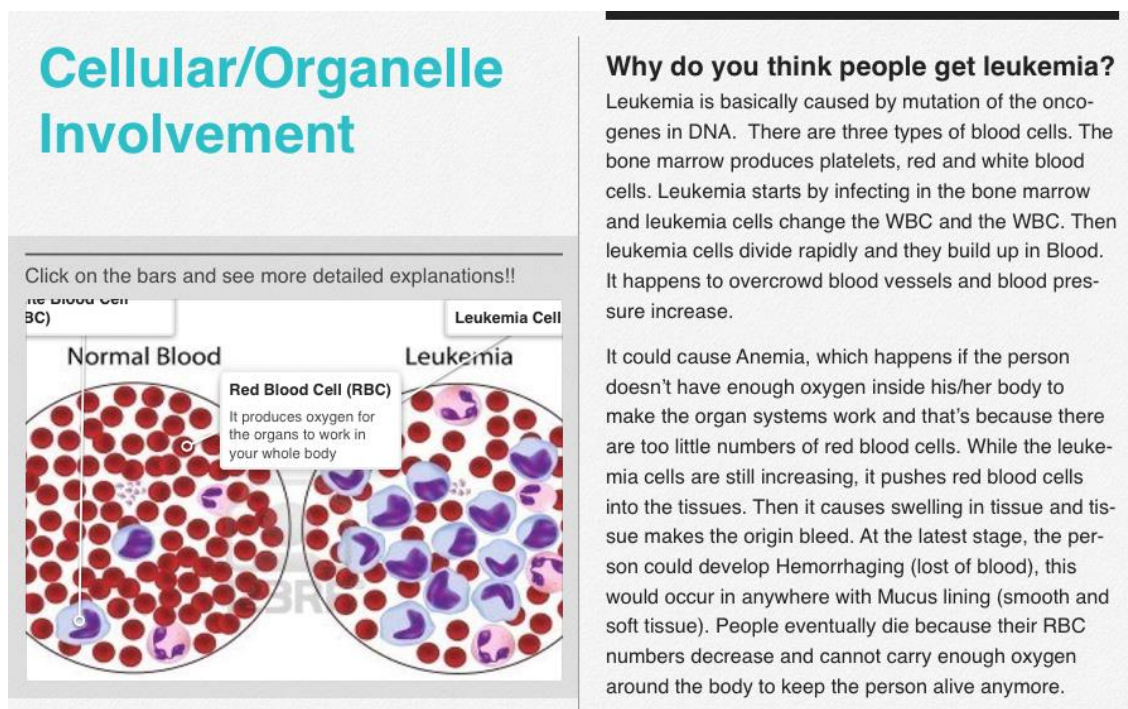 Cellular/Organelle
Involvement
Click on the bars and see more detailed explanations!!
Blood Cell
BC)
Leukemia Cell
Normal Blood
Leukemia
Red Blood Cell (RBC)
It produces oxygen for
the organs to work in
your whole body
Why do you think people get leukemia?
Leukemia is basically caused by mutation of the onco-
genes in DNA.  There are three types of blood cells. The
bone marrow produces platelets, red and white blood
cells. Leukemia starts by infecting in the bone marrow
and leukemia cells change the WBC and the WBC. Then
leukemia cells divide rapidly and they build up in Blood.
It happens to overcrowd blood vessels and blood pres-
sure increase.
It could cause Anemia, which happens if the person
doesn't have enough oxygen inside his/her body to
make the organ systems work and that's because there
are too little numbers of red blood cells. While the leuke-
mia cells are still increasing, it pushes red blood cells
into the tissues. Then it causes swelling in tissue and tis-
sue makes the origin bleed. At the latest stage, the per-
son could develop Hemorrhaging (lost of blood), this
would occur in anywhere with Mucus lining (smooth and
soft tissue). People eventually die because their RBC
numbers decrease and cannot carry enough oxygen
around the body to keep the person alive anymore.